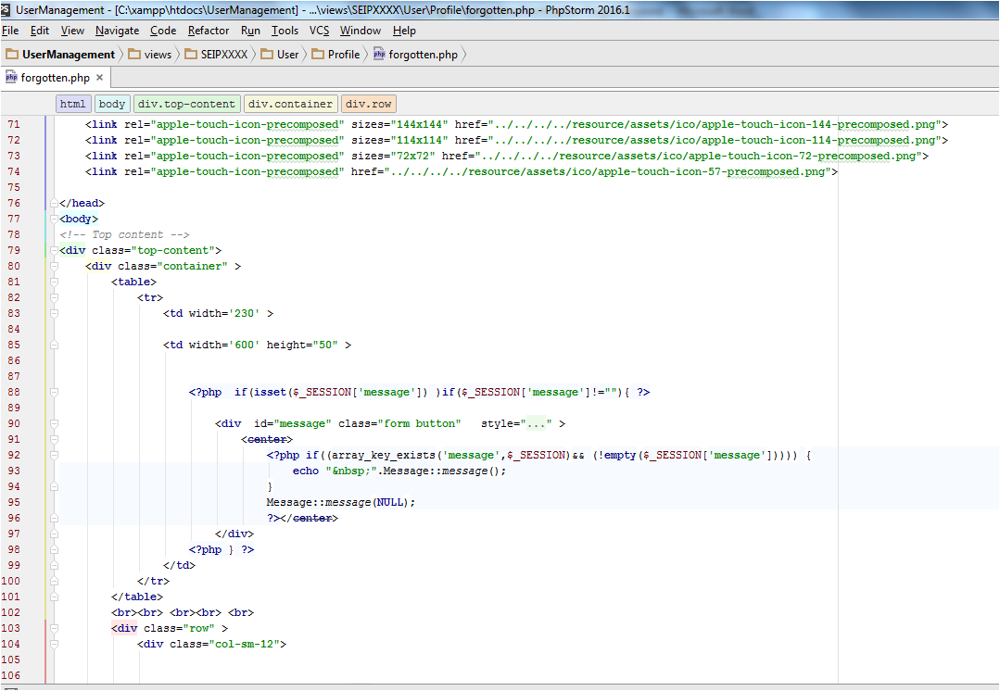 UserManagement - [C:\xampp\htdocs\UserManagement] - ...\views\SEIPXXXX\User\Profile\forgotten.php - PhpStorm 2016.1
File Edit View Navigate Code Refactor Run Tools VCS Window Help
UserManagement views SEIPXXXX User Profile forgotten.php
forgotten.php ×
html body div.top-content div.container div.row
71 <link rel="apple-touch-icon-precomposed" sizes="144x144" href="../../../../resource/assets/ico/apple-touch-icon-144-precomposed.png">
72 <link rel="apple-touch-icon-precomposed" sizes="114x114" href="../../../../resource/assets/ico/apple-touch-icon-114-precomposed.png">
73 <link rel="apple-touch-icon-precomposed" sizes="72x72" href="../../../../resource/assets/ico/apple-touch-icon-72-precomposed.png">
74 <link rel="apple-touch-icon-precomposed" href="../../../../resource/assets/ico/apple-touch-icon-57-precomposed.png">
75
76 </head>
77 <body>
78 <!-- Top content -->
79 <div class="top-content">
80 <div class="container" >
81 <table>
82 <tr>
83 <td width='230' >
84
85 <td width='600' height="50" >
86
87
88 <?php  if(isset($_SESSION['message']) )if($_SESSION['message']!=""){ ?>
89
90 <div  id="message" class="form button"   style="..." >
91 <center>
92 <?php if((array_key_exists('message',$_SESSION)&& (!empty($_SESSION['message'])))) {
93 echo "&nbsp;".Message::message();
94 }
95 Message::message(NULL);
96 ?></center>
97 </div>
98 <?php } ?>
99 </td>
100 </tr>
101 </table>
102 <br><br> <br><br> <br>
103 <div class="row" >
104 <div class="col-sm-12">
105
106